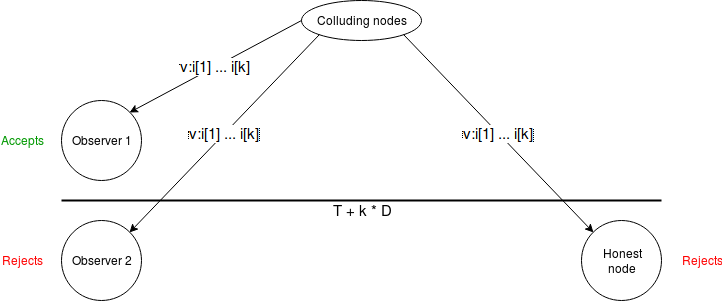 Colluding nodes
v:i[1] ... i[k]
v:i[1] ... i[k]
v:i[1] ... i[k]
Accepts
Observer 1
T + k * D
Rejects
Observer 2
Honest
node
Rejects